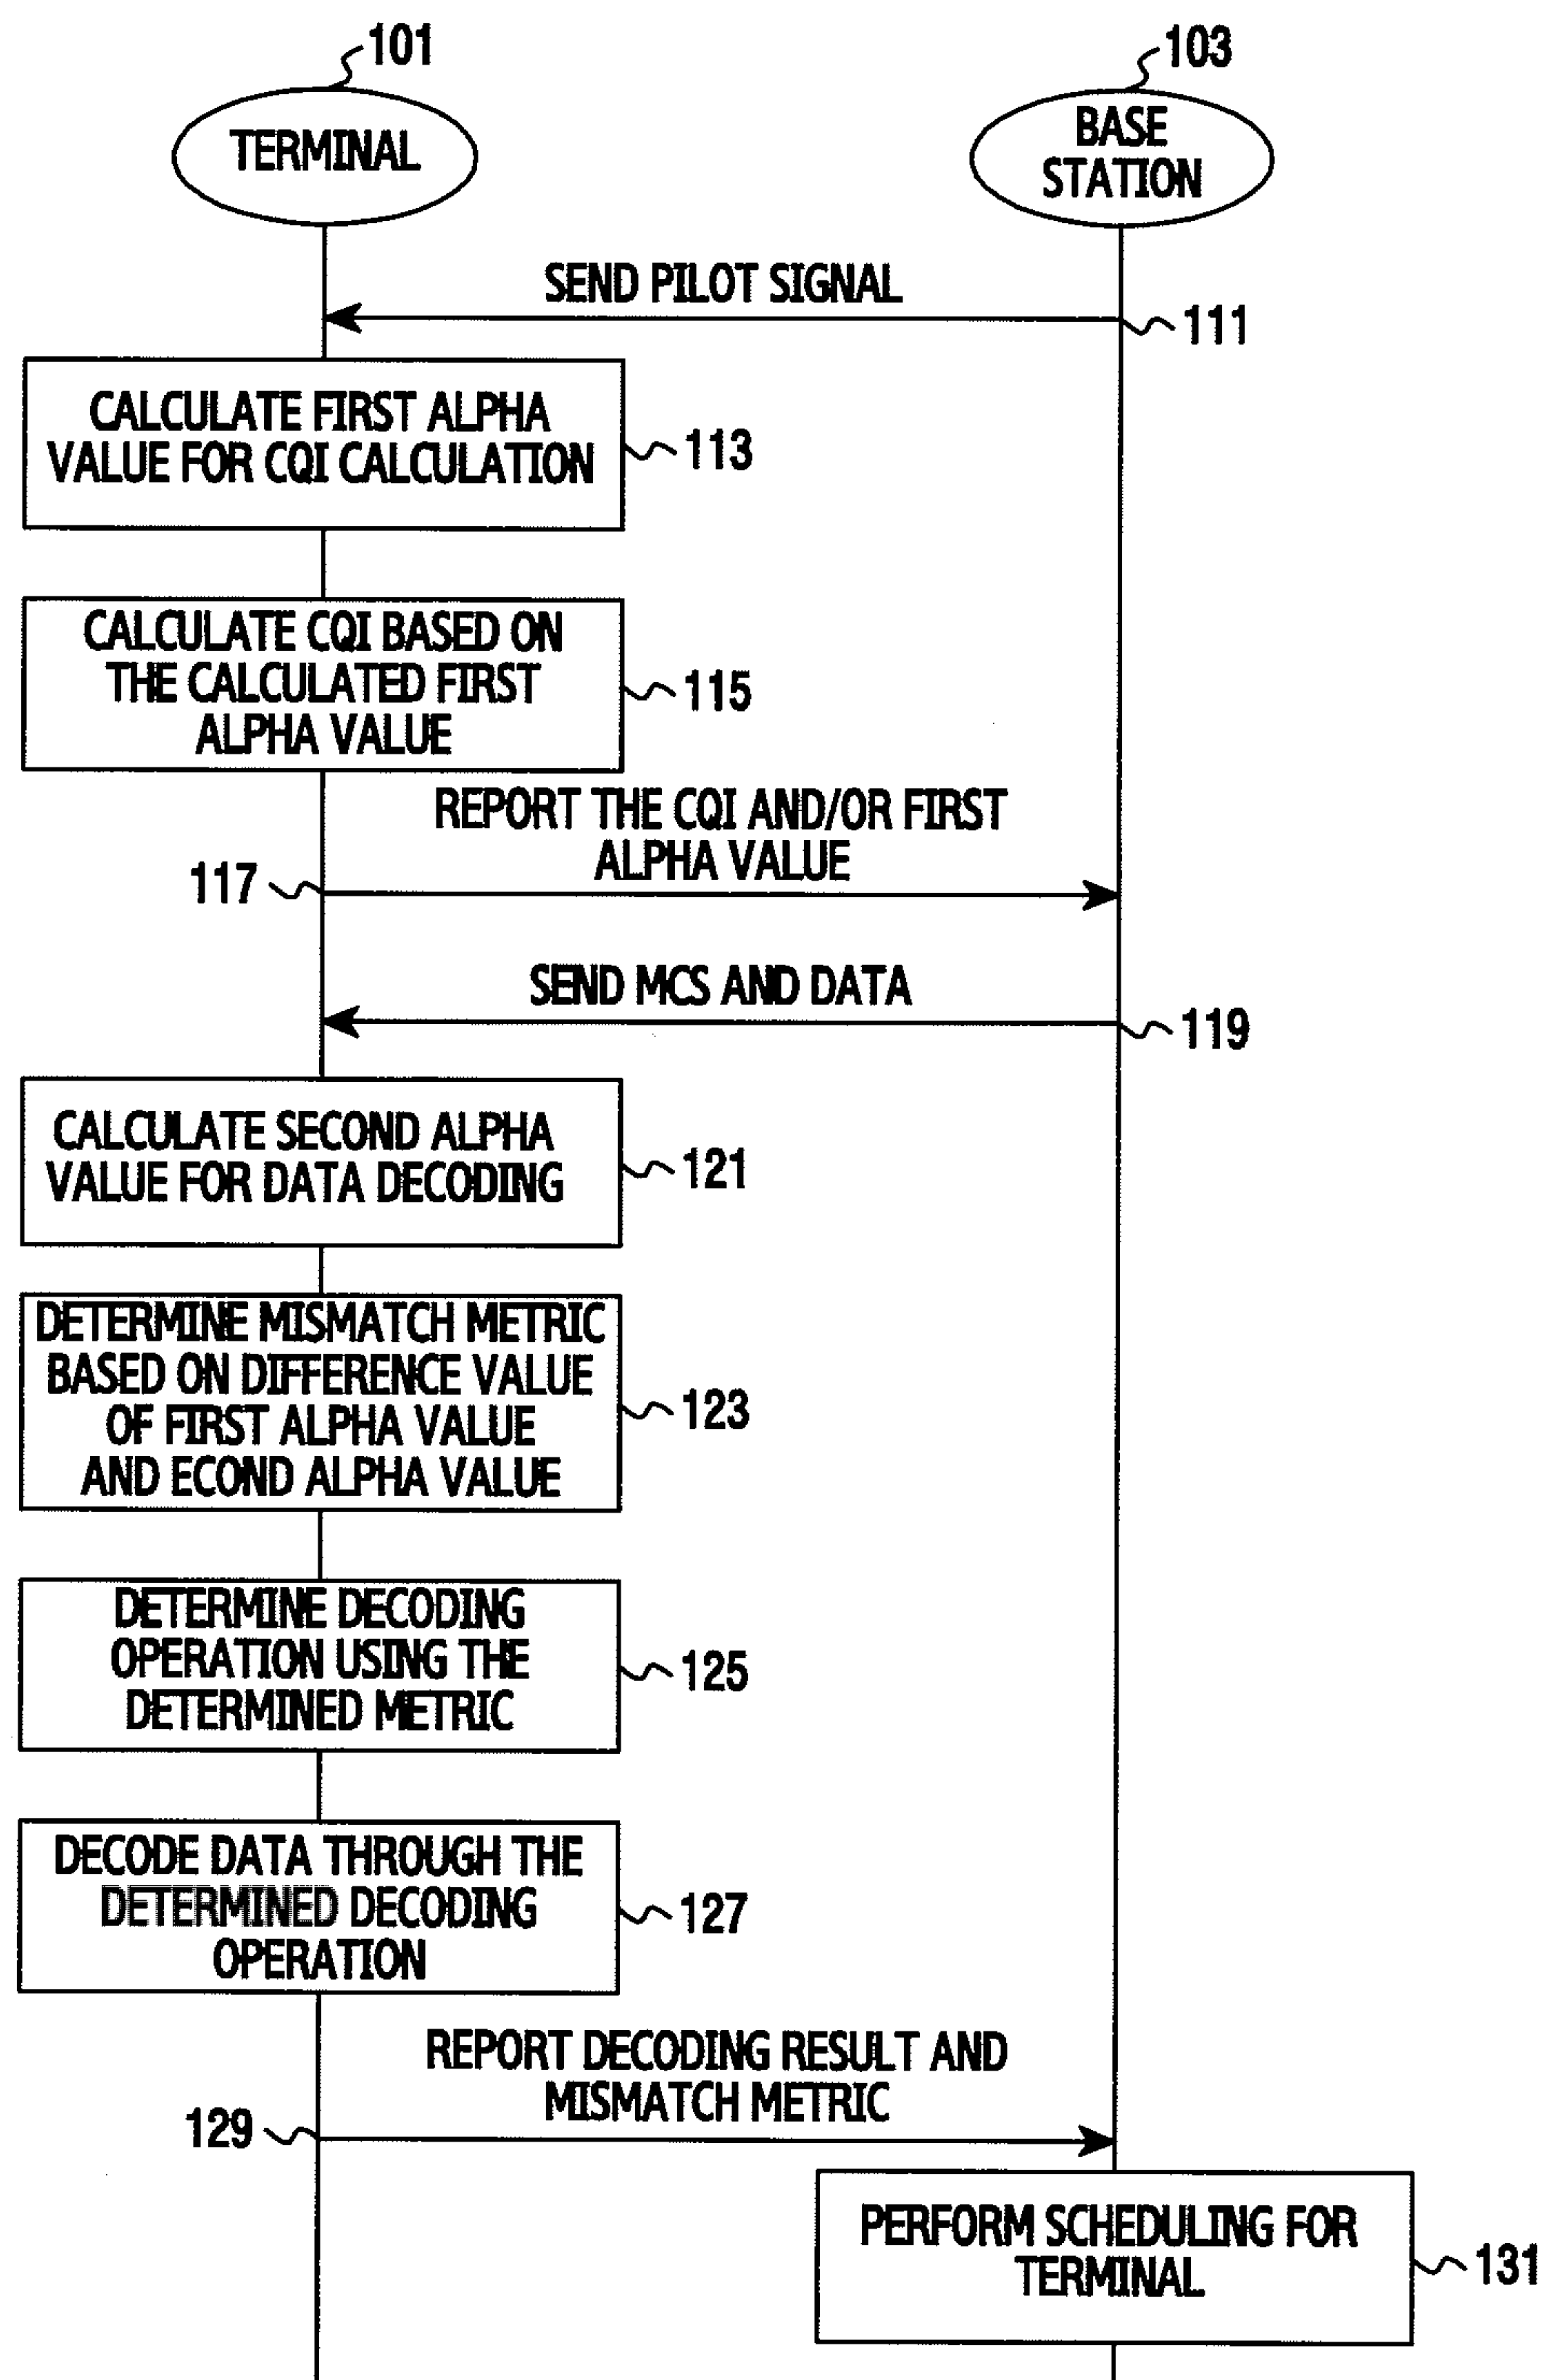 101
103
TERMINAL
BASE
STATION
SEND PILOT SIGNAL
111
CALCULATE FIRST ALPHA
VALUE FOR CQI CALCULATION
113
CALCULATE CQI BASED ON
THE CALCULATED FIRST
ALPHA VALUE
115
REPORT THE CQI AND/OR FIRST
ALPHA VALUE
117
SEND MCS AND DATA
119
CALCULATE SECOND ALPHA
VALUE FOR DATA DECODING
121
DETERMINE MISMATCH METRIC
BASED ON DIFFERENCE VALUE
OF FIRST ALPHA VALUE
AND ECOND ALPHA VALUE
123
DETERMINE DECODING
OPERATION USING THE
DETERMINED METRIC
125
DECODE DATA THROUGH THE
DETERMINED DECODING
OPERATION
127
REPORT DECODING RESULT AND
MISMATCH METRIC
129
PERFORM SCHEDULING FOR
TERMINAL
131